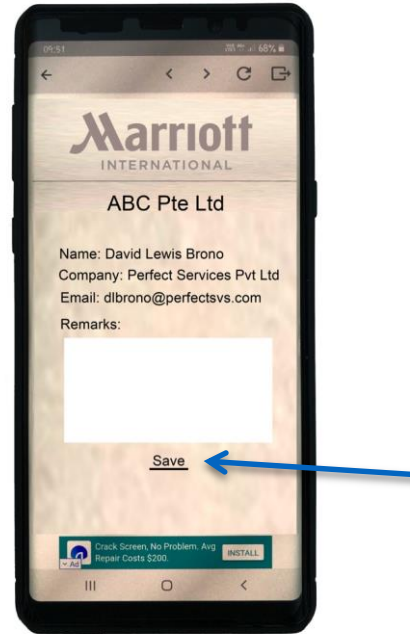 09:51 68%
Marriott
INTERNATIONAL
ABC Pte Ltd
Name: David Lewis Brono
Company: Perfect Services Pvt Ltd
Email: dlbrono@perfectsvs.com
Remarks:
Save
Crack Screen, No Problem. Avg
Repair Costs $200.
INSTALL
Ad